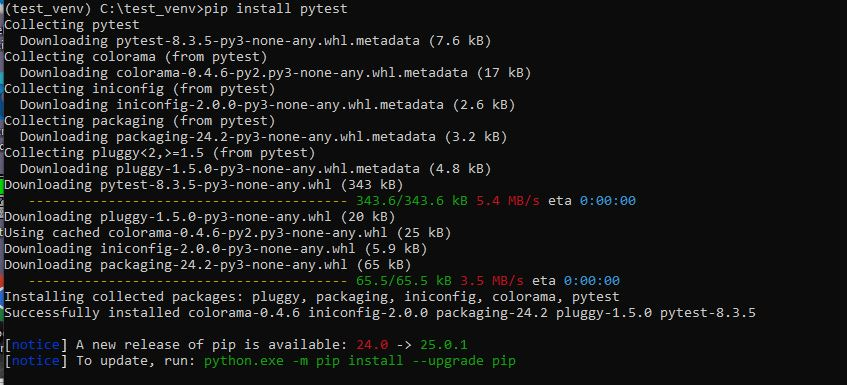 (test_venv) C:\test_venv>pip install pytest
Collecting pytest
  Downloading pytest-8.3.5-py3-none-any.whl.metadata (7.6 kB)
Collecting colorama (from pytest)
  Downloading colorama-0.4.6-py2.py3-none-any.whl.metadata (17 kB)
Collecting iniconfig (from pytest)
  Downloading iniconfig-2.0.0-py3-none-any.whl.metadata (2.6 kB)
Collecting packaging (from pytest)
  Downloading packaging-24.2-py3-none-any.whl.metadata (3.2 kB)
Collecting pluggy<2,>=1.5 (from pytest)
  Downloading pluggy-1.5.0-py3-none-any.whl.metadata (4.8 kB)
Downloading pytest-8.3.5-py3-none-any.whl (343 kB)
   ---------------------------------------- 343.6/343.6 kB 5.4 MB/s eta 0:00:00
Downloading pluggy-1.5.0-py3-none-any.whl (20 kB)
Using cached colorama-0.4.6-py2.py3-none-any.whl (25 kB)
Downloading iniconfig-2.0.0-py3-none-any.whl (5.9 kB)
Downloading packaging-24.2-py3-none-any.whl (65 kB)
   ---------------------------------------- 65.5/65.5 kB 3.5 MB/s eta 0:00:00
Installing collected packages: pluggy, packaging, iniconfig, colorama, pytest
Successfully installed colorama-0.4.6 iniconfig-2.0.0 packaging-24.2 pluggy-1.5.0 pytest-8.3.5

[notice] A new release of pip is available: 24.0 -> 25.0.1
[notice] To update, run: python.exe -m pip install --upgrade pip